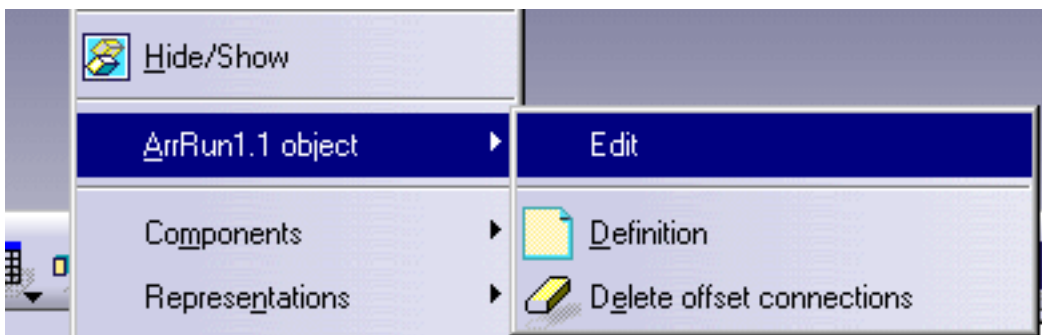 Hide/Show
ArrRun1.1 object
Edit
Components
Definition
Representations
Delete offset connections